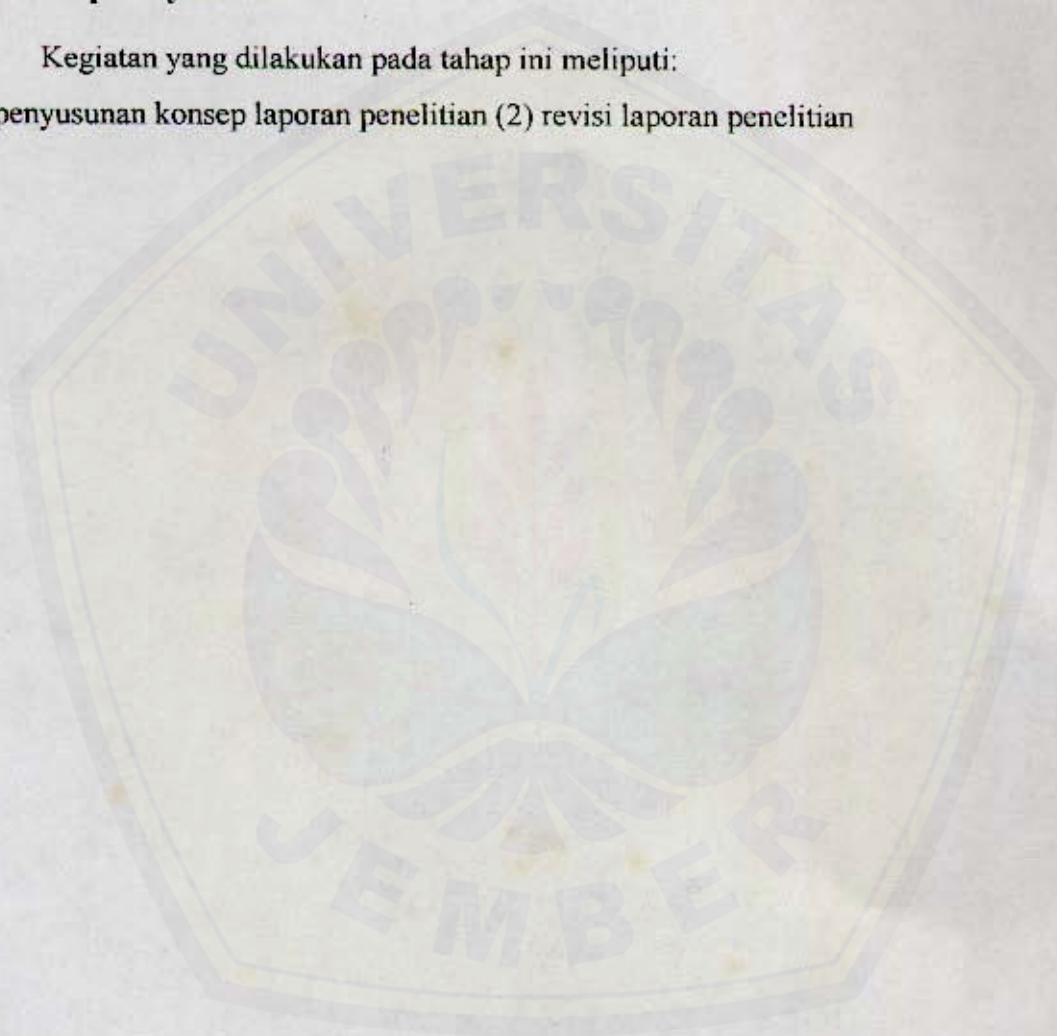 Kegiatan yang dilakukan pada tahap ini meliputi:
penyusunan konsep laporan penelitian (2) revisi laporan penelitian
UNIVERSITAS
JEMBER